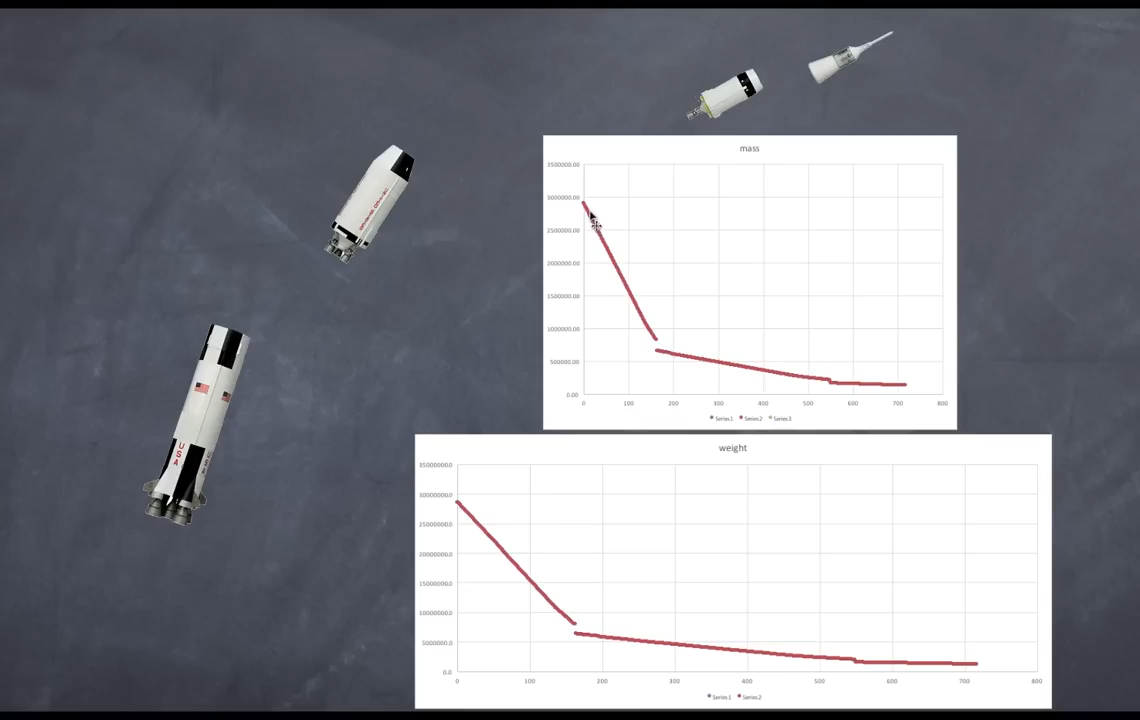 mass
3500000.00
3000000.00
2500000.00
2000000.00
1500000.00
1000000.00
500000.00
0.00
0 100 200 300 400 500 600 700 800
Series1 Series2 Series3
USA
weight
35000000.0
30000000.0
25000000.0
20000000.0
15000000.0
10000000.0
5000000.0
0.0
0 100 200 300 400 500 600 700 800
Series1 Series2